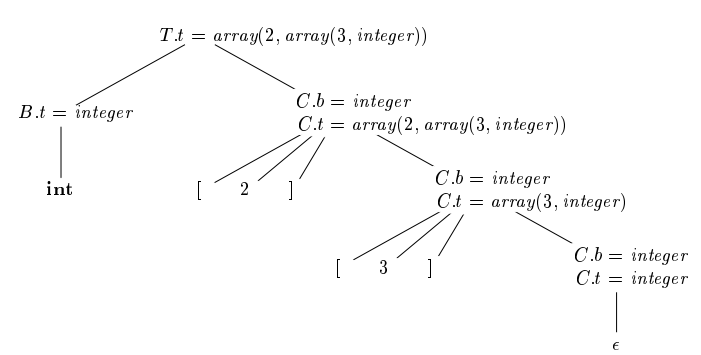 T.t = array(2, array(3, integer))
C.b = integer
B.t = integer
C.t = array(2, array(3, integer))
C.b = integer
int [ 2 ]
C.t = array(3, integer)
C.b = integer
[ 3 ]
C.t = integer
ϵ